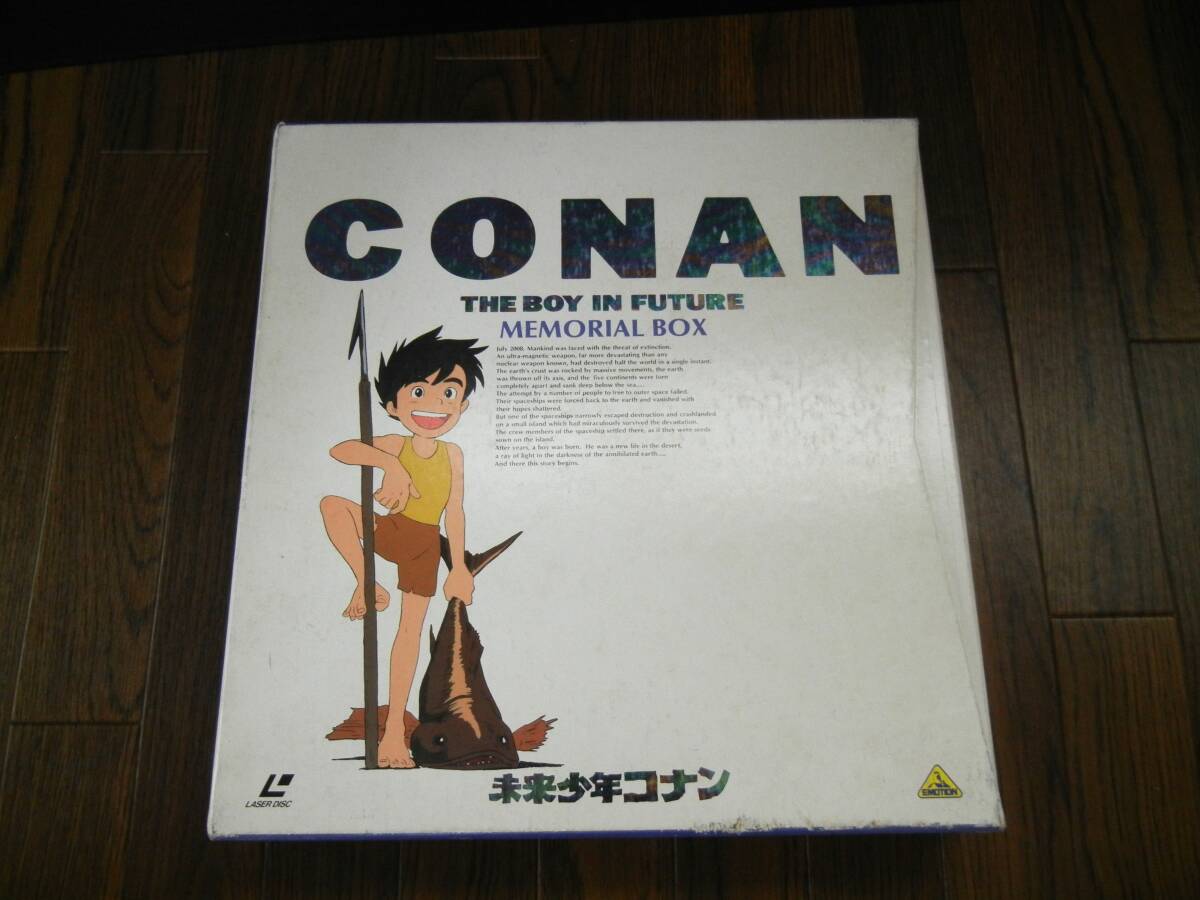 CONAN
THE BOY IN FUTURE
MEMORIAL BOX
July 2008. Mankind was faced with the threat of extinction.
An ultra-magnetic weapon, far more devastating than any
nuclear weapon known, had destroyed half the world in a single instant.
The earth's crust was rocked by massive movements, the earth
was thrown off its axis, and the five continents were torn
completely apart and sank deep below the sea.....
The attempt by a number of people to free to outer space failed.
Their spaceships were forced back to the earth and vanished with
their hopes shattered.
But one of the spaceships narrowly escaped destruction and crashlanded
on a small island which had miraculously survived the devastation.
The crew members of the spaceship settled there, as if they were seeds
sown on the island.
After years, a boy was born. He was a new life in the desert,
a ray of light in the darkness of the annihilated earth.....
And there this story begins.
未来少年コナン
LASER DISC
EMOTION